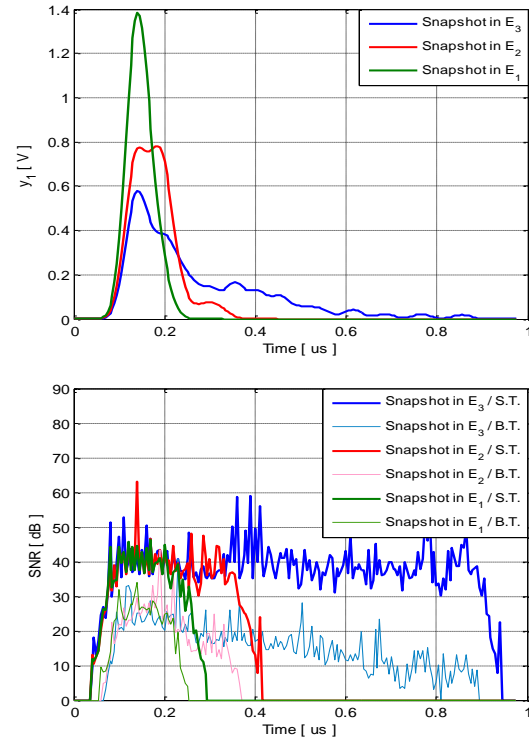 1.4
1.2
1
0.8
0.6
0.4
0.2
0
y1 [ V ]
Snapshot in E3
Snapshot in E2
Snapshot in E1
0 0.2 0.4 0.6 0.8 1
Time [ us ]
90
80
70
60
50
40
30
20
10
0
SNR [ dB ]
Snapshot in E3 / S.T.
Snapshot in E3 / B.T.
Snapshot in E2 / S.T.
Snapshot in E2 / B.T.
Snapshot in E1 / S.T.
Snapshot in E1 / B.T.
0 0.2 0.4 0.6 0.8 1
Time [ us ]